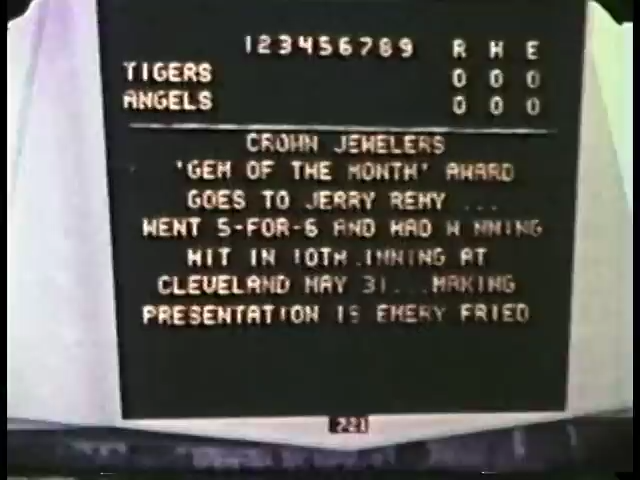 123456789 R H E
TIGERS 0 0 0
ANGELS 0 0 0
CROWN JEWELERS
'GEM OF THE MONTH' AWARD
GOES TO JERRY REMY ...
WENT 5-FOR-6 AND HAD W NNING
HIT IN 10TH INNING AT
CLEVELAND MAY 31...MAKING
PRESENTATION IS EMERY FRIED
221